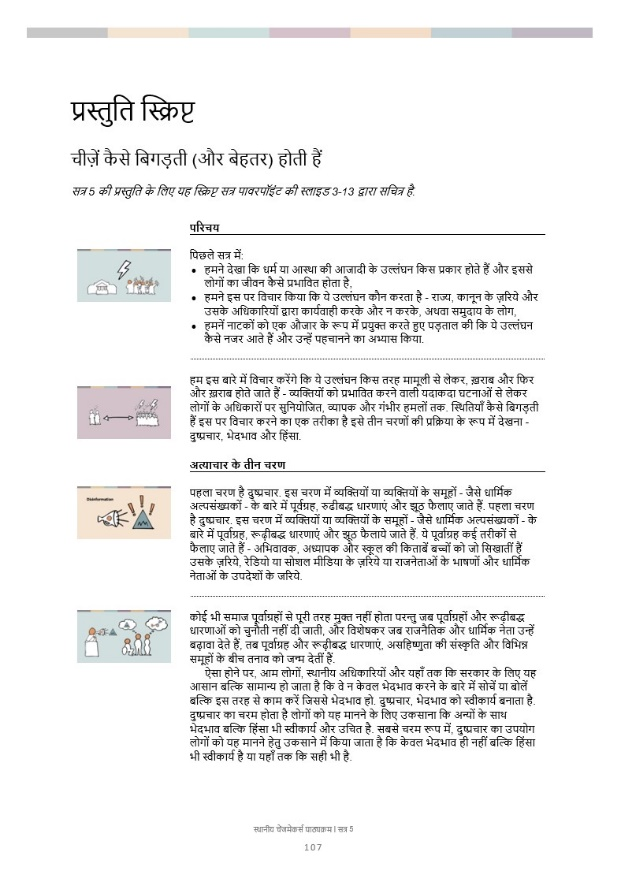 प्रस्तुति स्क्रिप्ट
चीज़ें कैसे बिगड़ती (और बेहतर) होती हैं
सत्र 5 की प्रस्तुति के लिए यह स्क्रिप्ट सत्र पावरपॉइंट की स्लाइड 3-13 द्वारा सचित्र है.
परिचय
पिछले सत्र में:
• हमने देखा कि धर्म या आस्था की आजादी के उल्लंघन किस प्रकार होते हैं और इससे
लोगों का जीवन कैसे प्रभावित होता है,
• हमने इस पर विचार किया कि ये उल्लंघन कौन करता है - राज्य, कानून के ज़रिये और
उसके अधिकारियों द्वारा कार्यवाही करके और न करके, अथवा समुदाय के लोग,
• हमनें नाटकों को एक औजार के रूप में प्रयुक्त करते हुए पड़ताल की कि ये उल्लंघन
कैसे नजर आते हैं और उन्हें पहचानने का अभ्यास किया.
हम इस बारे में विचार करेंगे कि ये उल्लंघन किस तरह मामूली से लेकर, ख़राब और फिर
और ख़राब होते जाते हैं - व्यक्तियों को प्रभावित करने वाली यदाकदा घटनाओं से लेकर
लोगों के अधिकारों पर सुनियोजित, व्यापक और गंभीर हमलों तक. स्थितियाँ कैसे बिगड़ती
हैं इस पर विचार करने का एक तरीका है इसे तीन चरणों की प्रक्रिया के रूप में देखना -
दुष्प्रचार, भेदभाव और हिंसा.
अत्याचार के तीन चरण
Disinformation
पहला चरण है दुष्प्रचार. इस चरण में व्यक्तियों या व्यक्तियों के समूहों - जैसे धार्मिक
अल्पसंख्यकों - के बारे में पूर्वग्रह, रुढीबद्ध धारणाएं और झूठ फैलाए जाते हैं. पहला चरण
है दुष्प्रचार. इस चरण में व्यक्तियों या व्यक्तियों के समूहों - जैसे धार्मिक अल्पसंख्यकों - के
बारे में पूर्वाग्रह, रूढ़ीबद्ध धारणाएं और झूठ फैलाये जाते हैं. ये पूर्वाग्रह कई तरीकों से
फैलाए जाते हैं - अभिवावक, अध्यापक और स्कूल की किताबें बच्चों को जो सिखातीं हैं
उसके ज़रिये, रेडियो या सोशल मीडिया के ज़रिये या राजनेताओं के भाषणों और धार्मिक
नेताओं के उपदेशों के जरिये.
कोई भी समाज पूर्वाग्रहों से पूरी तरह मुक्त नहीं होता परन्तु जब पूर्वाग्रहों और रूढ़ीबद्ध
धारणाओं को चुनौती नहीं दी जाती, और विशेषकर जब राजनैतिक और धार्मिक नेता उन्हें
बढ़ावा देते हैं, तब पूर्वाग्रह और रूढ़ीबद्ध धारणाएं, असहिष्णुता की संस्कृति और विभिन्न
समूहों के बीच तनाव को जन्म देतीं हैं.
ऐसा होने पर, आम लोगों, स्थानीय अधिकारियों और यहाँ तक कि सरकार के लिए यह
आसान बल्कि सामान्य हो जाता है कि वे न केवल भेदभाव करने के बारे में सोचें या बोलें
बल्कि इस तरह से काम करें जिससे भेदभाव हो. दुष्प्रचार, भेदभाव को स्वीकार्य बनाता है.
दुष्प्रचार का चरम होता है लोगों को यह मानने के लिए उकसाना कि अन्यों के साथ
भेदभाव बल्कि हिंसा भी स्वीकार्य और उचित है. सबसे चरम रूप में, दुष्प्रचार का उपयोग
लोगों को यह मानने हेतु उकसाने में किया जाता है कि केवल भेदभाव ही नहीं बल्कि हिंसा
भी स्वीकार्य है या यहाँ तक कि सही भी है.
स्थानीय चेंजमेकर्स पाठ्यक्रम I सत्र 5
107